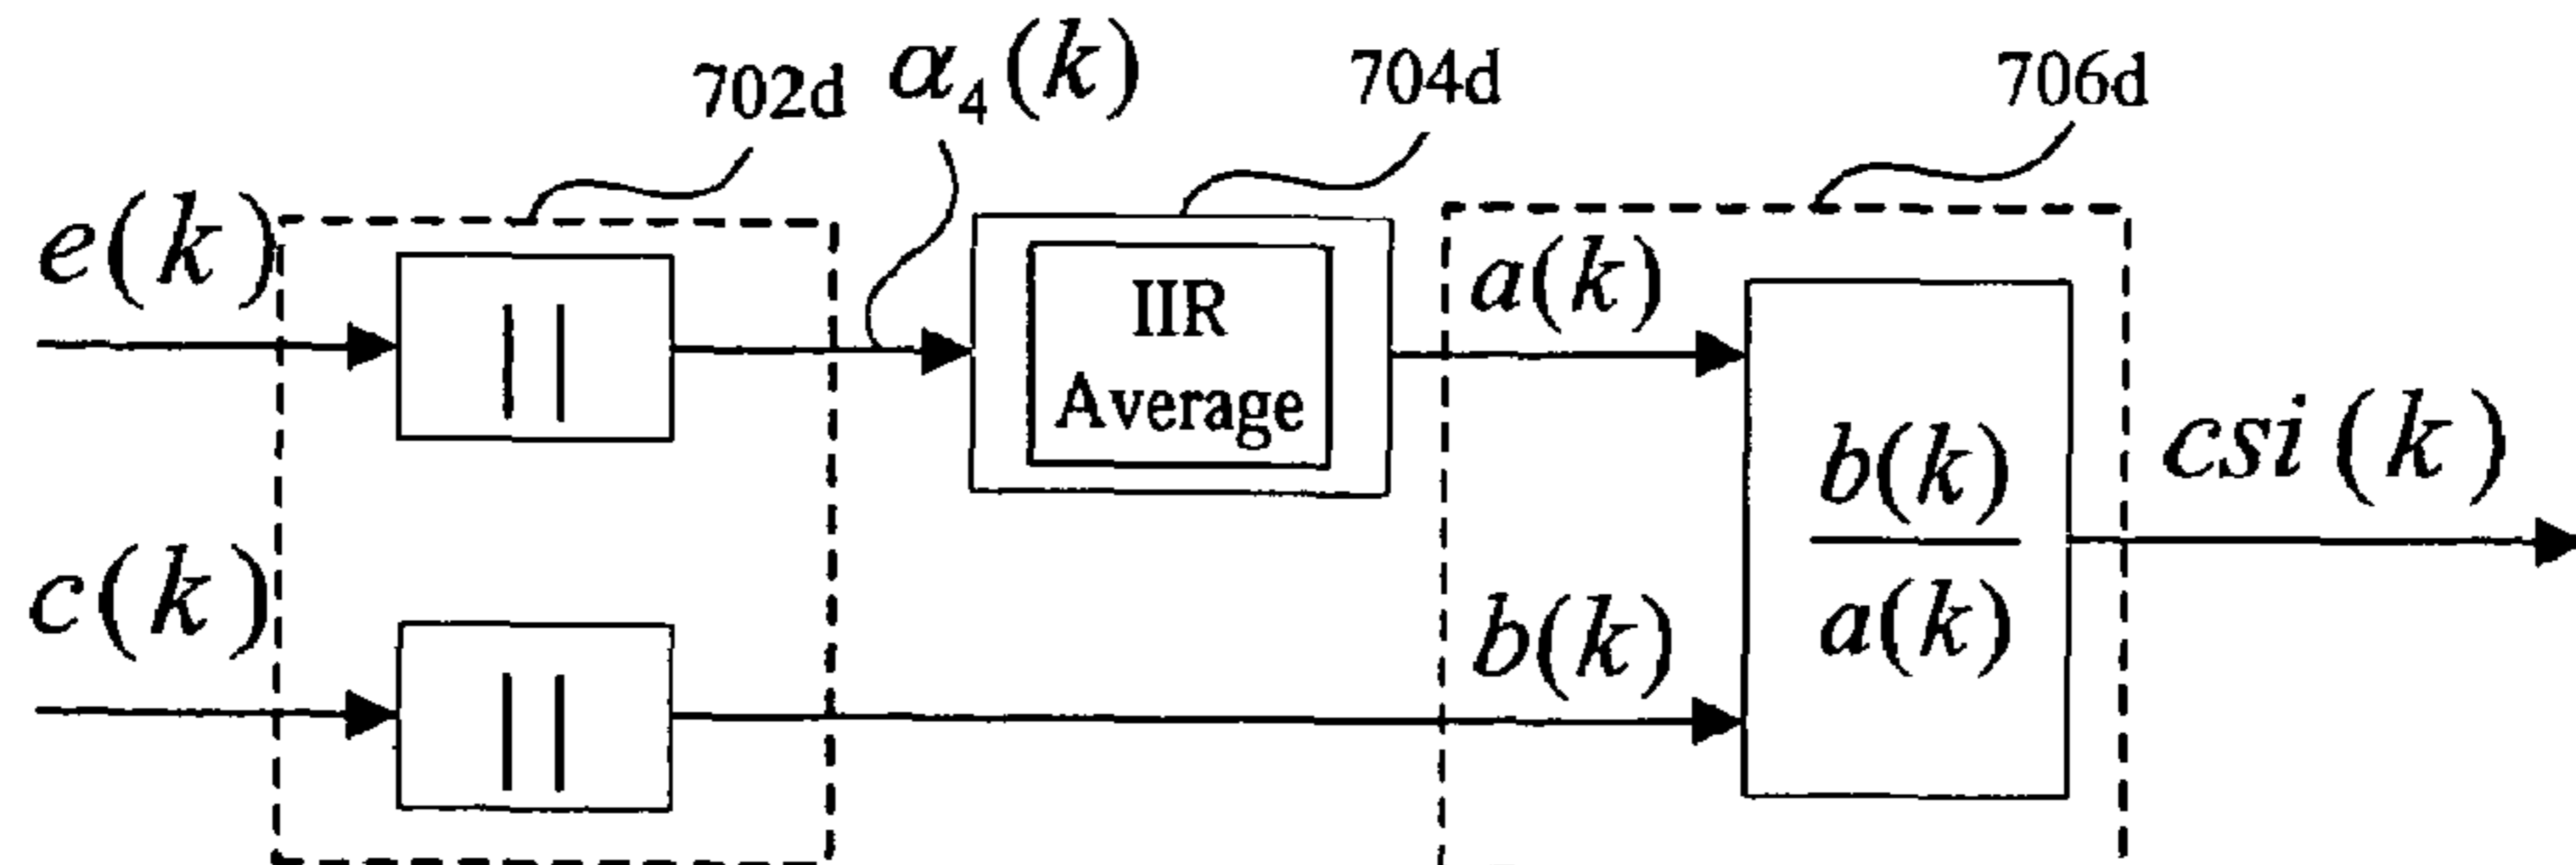 702d
α₄(k)
704d
706d
e(k)
| |
IIR
Average
a(k)
b(k)
a(k)
csi(k)
c(k)
| |
b(k)